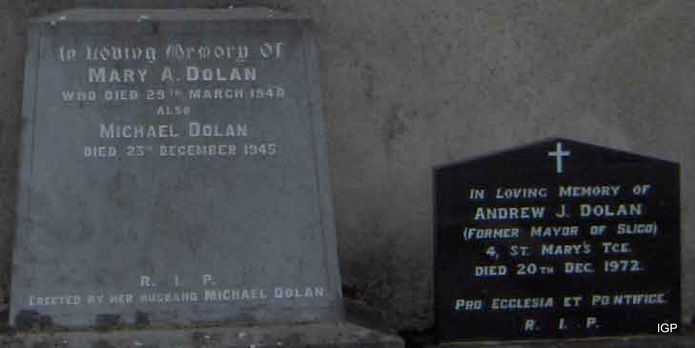 In Loving Memory Of
MARY A. DOLAN
WHO DIED 29TH MARCH 1940
ALSO
MICHAEL DOLAN
DIED 23RD DECEMBER 1945
R. I. P.
ERECTED BY HER HUSBAND MICHAEL DOLAN.
IN LOVING MEMORY OF
ANDREW J. DOLAN
(FORMER MAYOR OF SLIGO)
4, ST. MARY'S TCE.
DIED 20TH DEC. 1972.
PRO ECCLESIA ET PONTIFICE.
R. I. P.
IGP